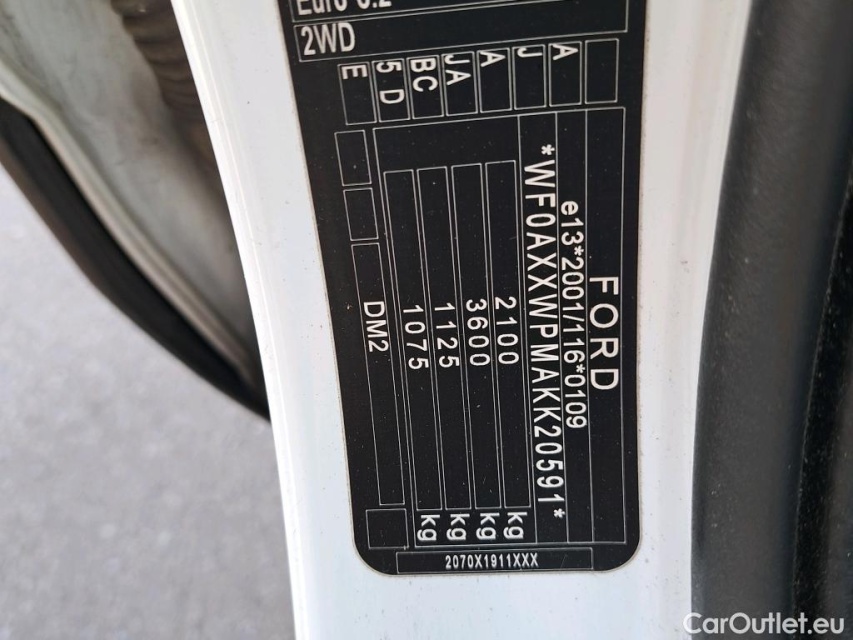 2WD
A
J
A
JA
BC
5 D
E
FORD
e13*2001/116*0109
*WF0AXXWPMAKK20591*
2100 kg
3600 kg
1125 kg
1075 kg
DM2
2070X1911XXX
CarOutlet.eu